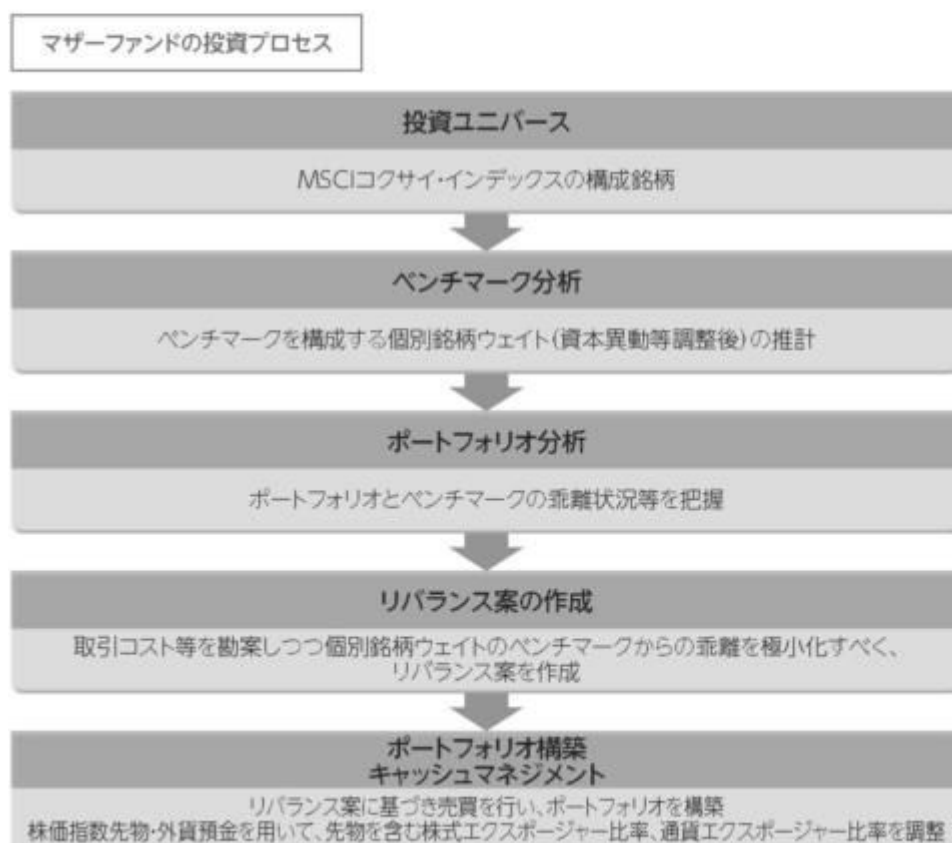 マザーファンドの投資プロセス
投資ユニバース
MSCIコクサイ・インデックスの構成銘柄
ベンチマーク分析
ベンチマークを構成する個別銘柄ウェイト(資本異動等調整後)の推計
ポートフォリオ分析
ポートフォリオとベンチマークの乖離状況等を把握
リバランス案の作成
取引コスト等を勘案しつつ個別銘柄ウェイトのベンチマークからの乖離を極小化すべく、
リバランス案を作成
ポートフォリオ構築
キャッシュマネジメント
リバランス案に基づき売買を行い、ポートフォリオを構築
株価指数先物・外貨預金を用いて、先物を含む株式エクスポージャー比率、通貨エクスポージャー比率を調整